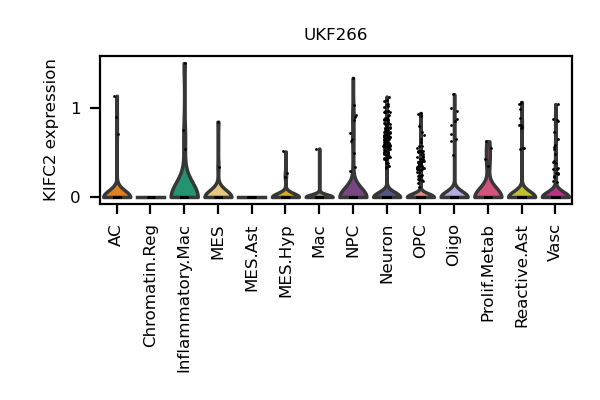 UKF266
KIFC2 expression
1
0
AC
Chromatin.Reg
Inflammatory.Mac
MES
MES.Ast
MES.Hyp
Mac
NPC
Neuron
OPC
Oligo
Prolif.Metab
Reactive.Ast
Vasc